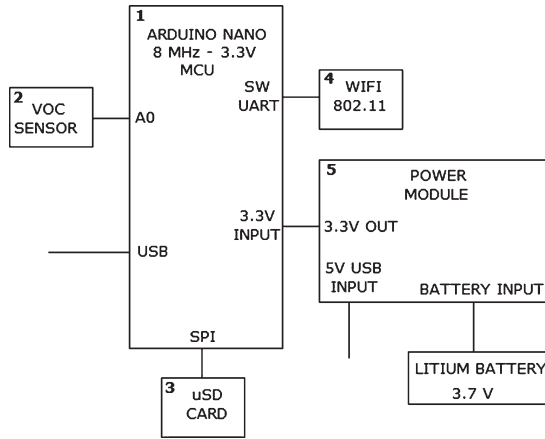 1
ARDUINO NANO
8 MHz - 3.3V
MCU
SW
UART
A0
3.3V
INPUT
USB
SPI
2
VOC
SENSOR
4 WIFI
802.11
5
POWER
MODULE
3.3V OUT
5V USB
INPUT
BATTERY INPUT
LITIUM BATTERY
3.7 V
3 uSD
CARD